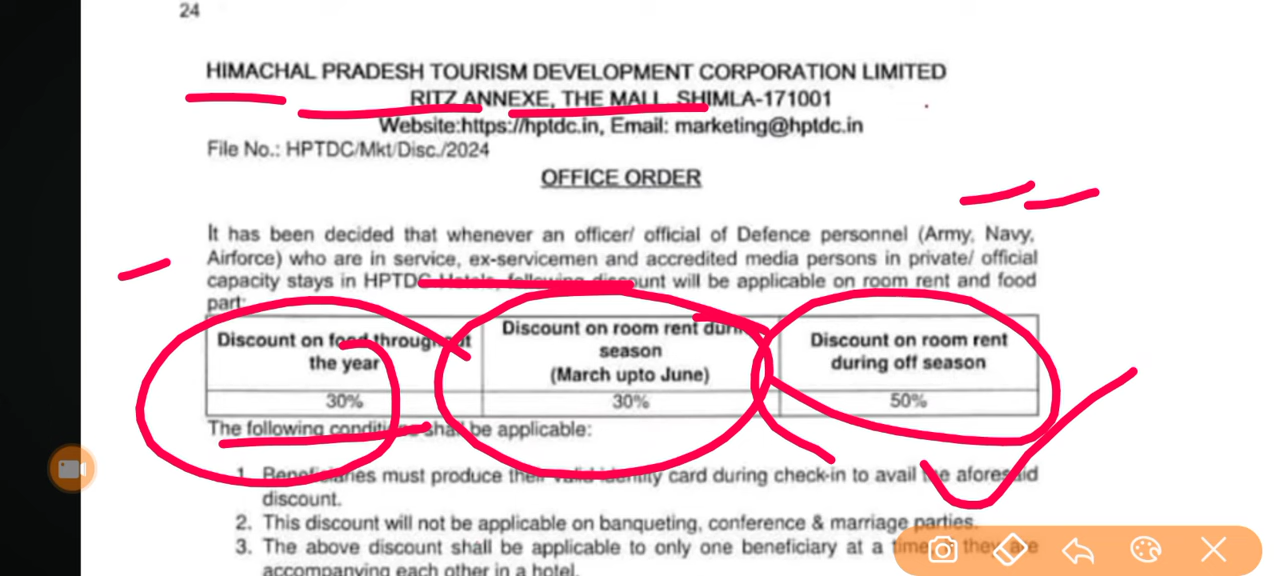 24
HIMACHAL PRADESH TOURISM DEVELOPMENT CORPORATION LIMITED
RITZ ANNEXE, THE MALL, SHIMLA-171001
Website:https://hptdc.in, Email: marketing@hptdc.in
File No.: HPTDC/Mkt/Disc./2024
OFFICE ORDER
It has been decided that whenever an officer/ official of Defence personnel (Army, Navy,
Airforce) who are in service, ex-servicemen and accredited media persons in private/ official
capacity stays in HPTDC Hotels, following discount will be applicable on room rent and food
part:
Discount on food throughout
the year
Discount on room rent during
season
(March upto June)
Discount on room rent
during off season
30%
30%
50%
The following conditions shall be applicable:
1. Beneficiaries must produce their valid identity card during check-in to avail the aforesaid
discount.
2. This discount will not be applicable on banqueting, conference & marriage parties.
3. The above discount shall be applicable to only one beneficiary at a time, if they are
accompanying each other in a hotel.